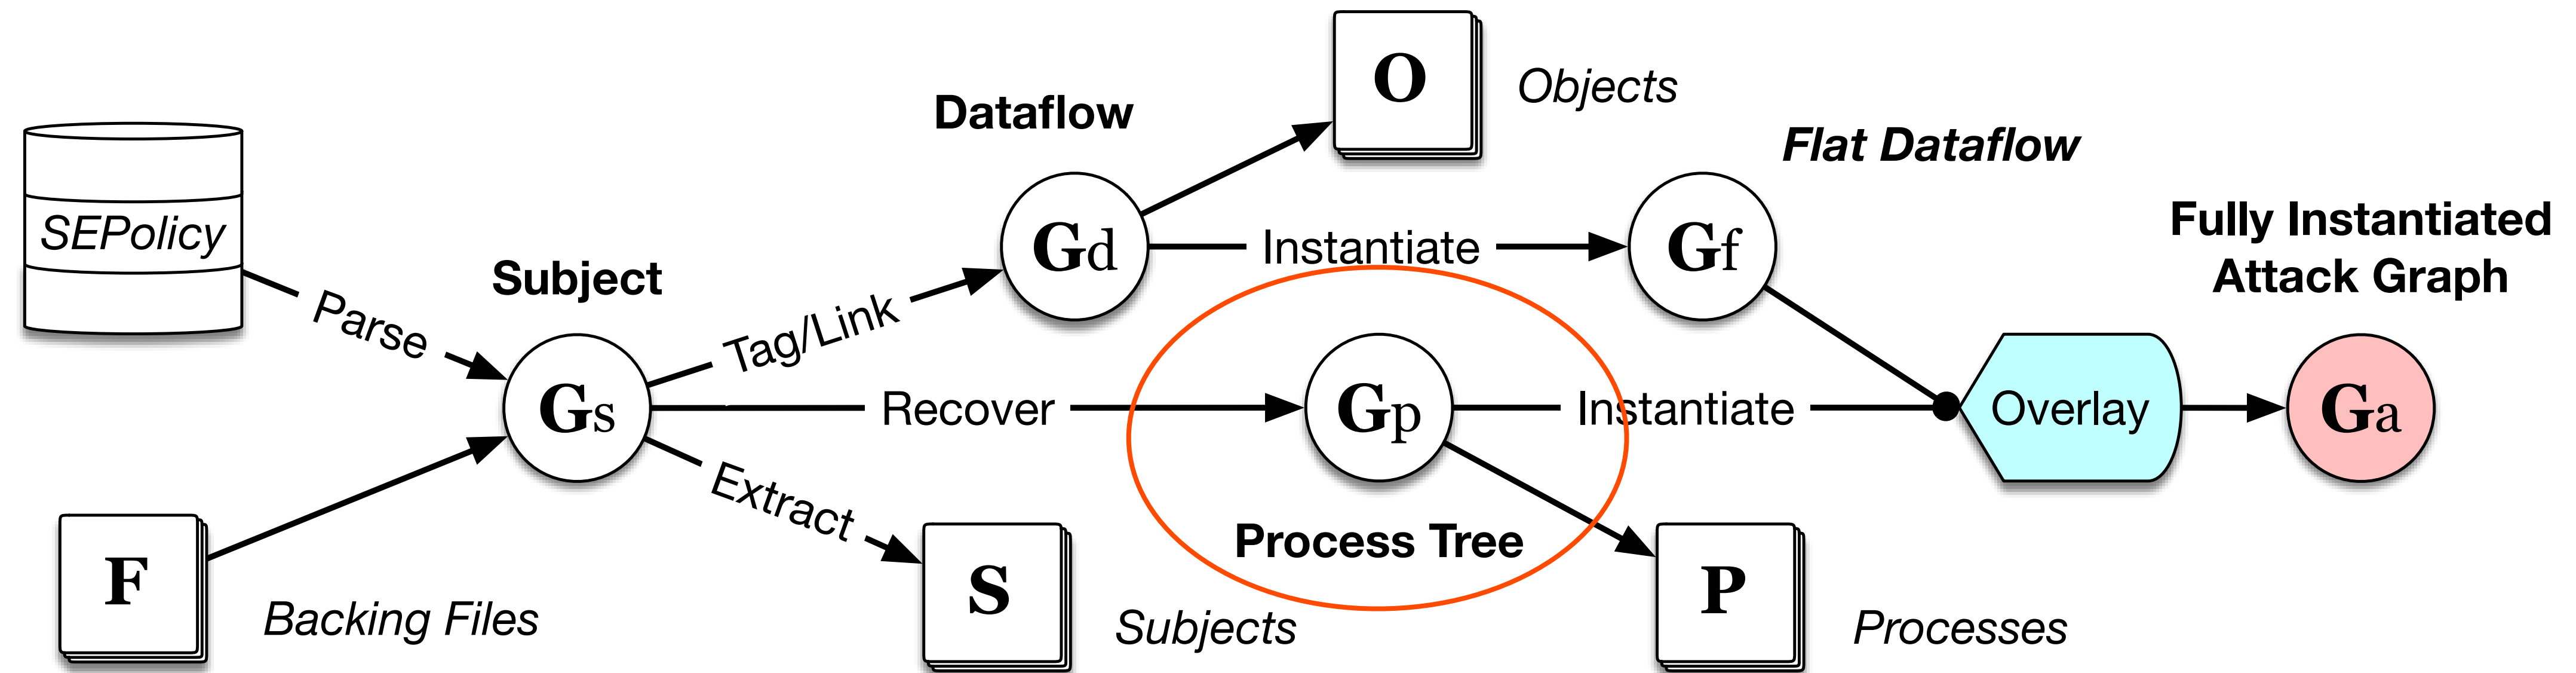 O
Objects
Dataflow
Flat Dataflow
SEPolicy
Gd
Instantiate
Gf
Fully Instantiated
Attack Graph
Subject
Parse
Tag/Link
Gs
Recover
Gp
Instantiate
Overlay
Ga
Extract
Process Tree
F
Backing Files
S
Subjects
P
Processes